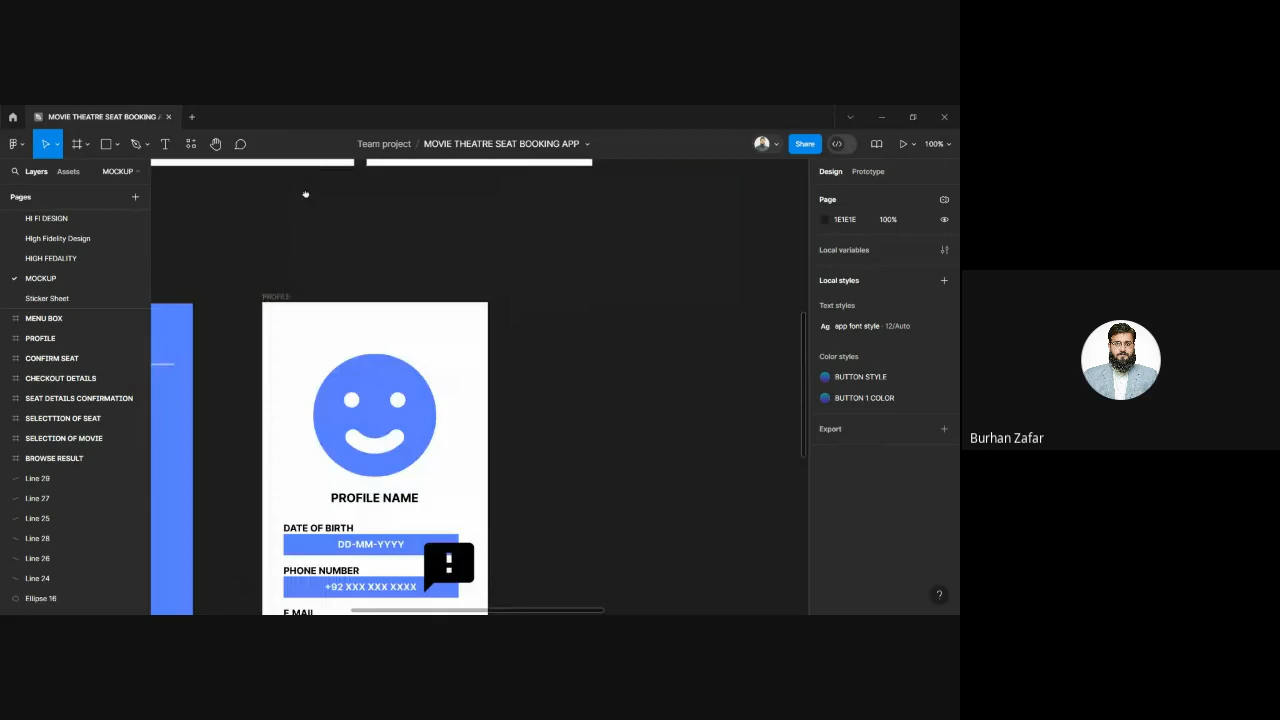 MOVIE THEATRE SEAT BOOKING A
Team project / MOVIE THEATRE SEAT BOOKING APP
Share
100%
Layers Assets MOCKUP
Design Prototype
Pages
Page
HI FI DESIGN
1E1E1E 100%
High Fidelity Design
Local variables
HIGH FEDALITY
MOCKUP
Local styles
Sticker Sheet
PROFILE
Text styles
MENU BOX
Ag app font style · 12/Auto
PROFILE
CONFIRM SEAT
Color styles
CHECKOUT DETAILS
BUTTON STYLE
SEAT DETAILS CONFIRMATION
BUTTON 1 COLOR
SELECTTION OF SEAT
Export
SELECTION OF MOVIE
Burhan Zafar
BROWSE RESULT
Line 29
Line 27
PROFILE NAME
Line 25
DATE OF BIRTH
Line 28
DD-MM-YYYY
Line 26
PHONE NUMBER
Line 24
+92 XXX XXX XXXX
Ellipse 16
E MAIL
?